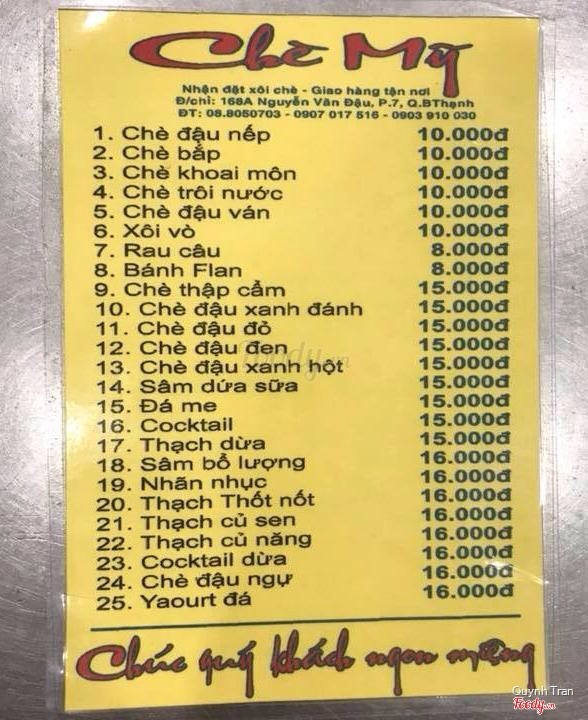 Chè Mỹ
Nhận đặt xôi chè - Giao hàng tận nơi
Đ/chỉ: 168A Nguyễn Văn Đậu, P.7, Q.BThạnh
ĐT: 08.8050703 - 0907 017 516 - 0903 910 030
1. Chè đậu nếp 10.000đ
2. Chè bắp 10.000đ
3. Chè khoai môn 10.000đ
4. Chè trôi nước 10.000đ
5. Chè đậu ván 10.000đ
6. Xôi vò 10.000đ
7. Rau câu 8.000đ
8. Bánh Flan 8.000đ
9. Chè thập cẩm 15.000đ
10. Chè đậu xanh đánh 15.000đ
11. Chè đậu đỏ 15.000đ
12. Chè đậu đen 15.000đ
13. Chè đậu xanh hột 15.000đ
14. Sâm dứa sữa 15.000đ
15. Đá me 15.000đ
16. Cocktail 15.000đ
17. Thạch dừa 15.000đ
18. Sâm bổ lượng 16.000đ
19. Nhãn nhục 16.000đ
20. Thạch Thốt nốt 16.000đ
21. Thạch củ sen 16.000đ
22. Thạch củ năng 16.000đ
23. Cocktail dừa 16.000đ
24. Chè đậu ngự 16.000đ
25. Yaourt đá 16.000đ
Chúc quý khách ngon miệng
Foody.vn
Quynh Tran
Foody.vn